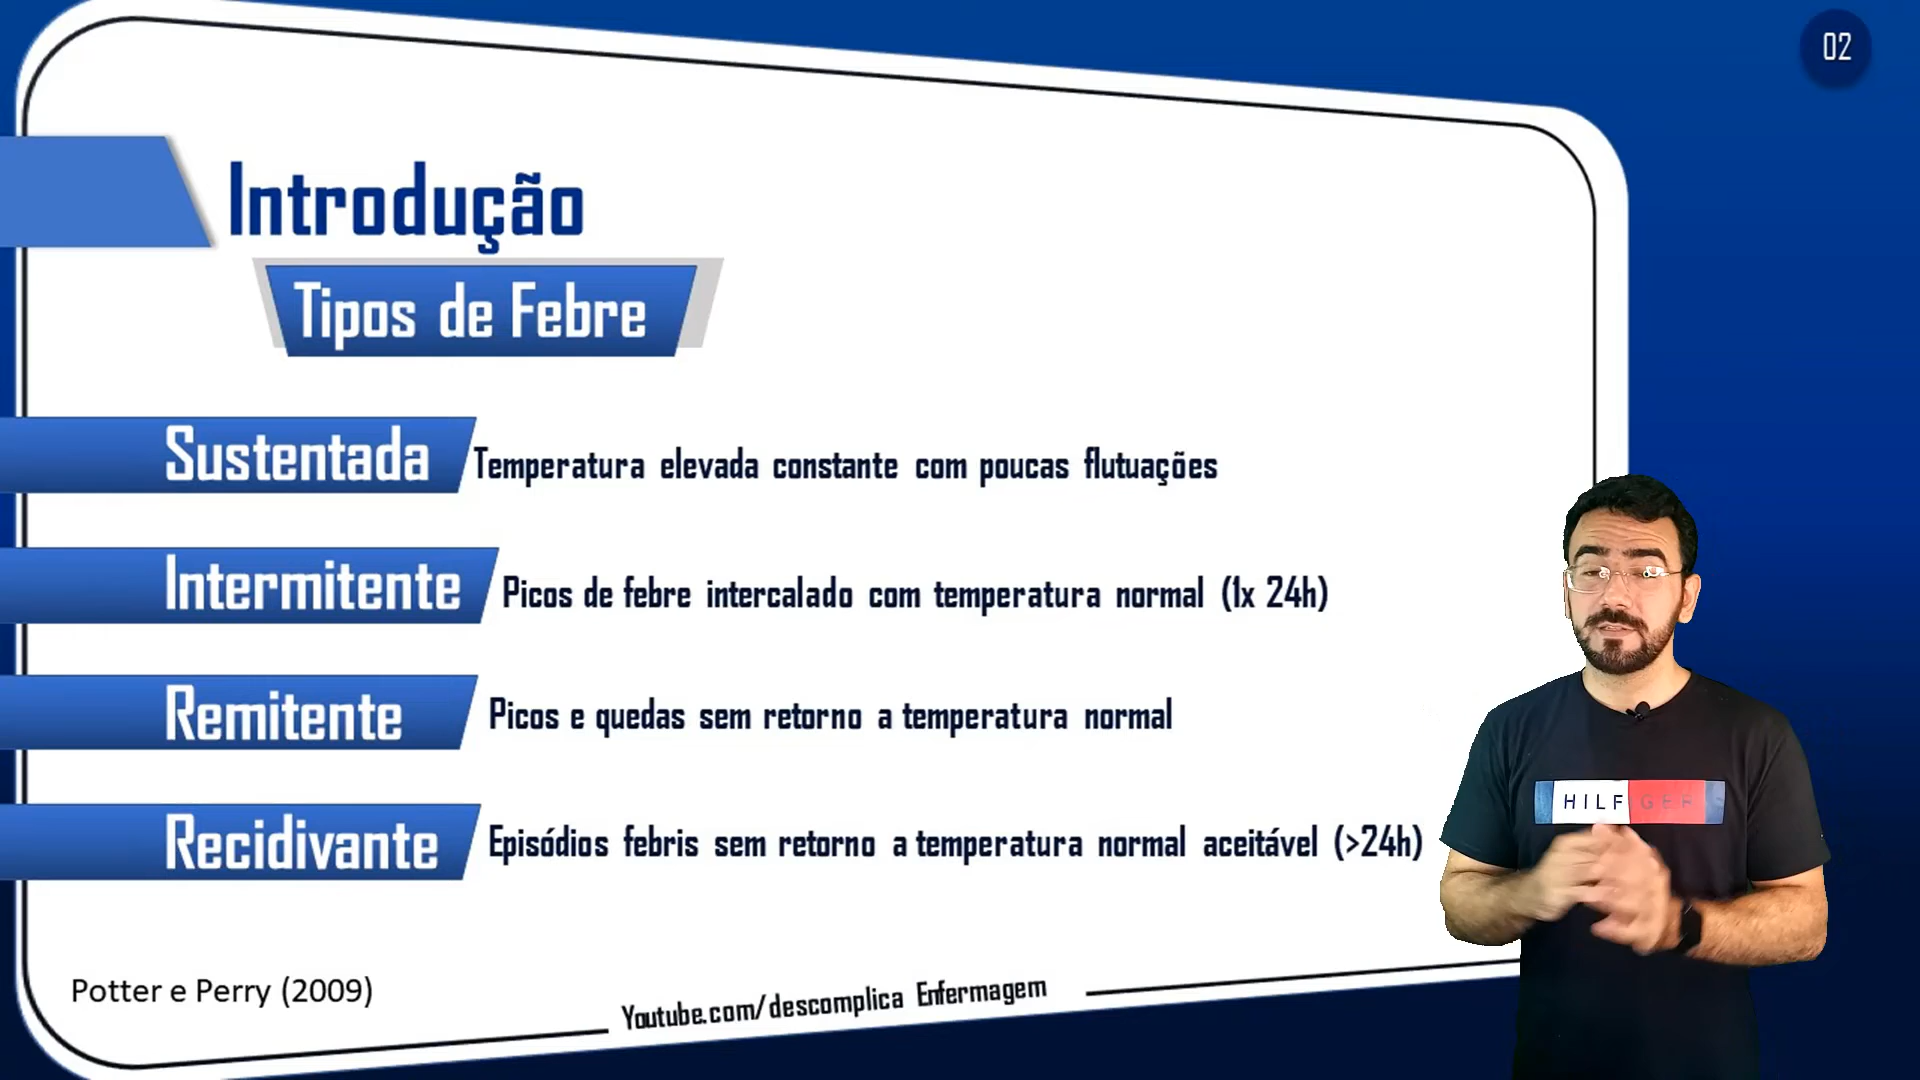 02
Introdução
Tipos de Febre
Sustentada
Temperatura elevada constante com poucas flutuações
Intermitente
Picos de febre intercalado com temperatura normal (1x 24h)
Remitente
Picos e quedas sem retorno a temperatura normal
Recidivante
Episódios febris sem retorno a temperatura normal aceitável (>24h)
HILFGER
Potter e Perry (2009)
Youtube.com/descomplica Enfermagem